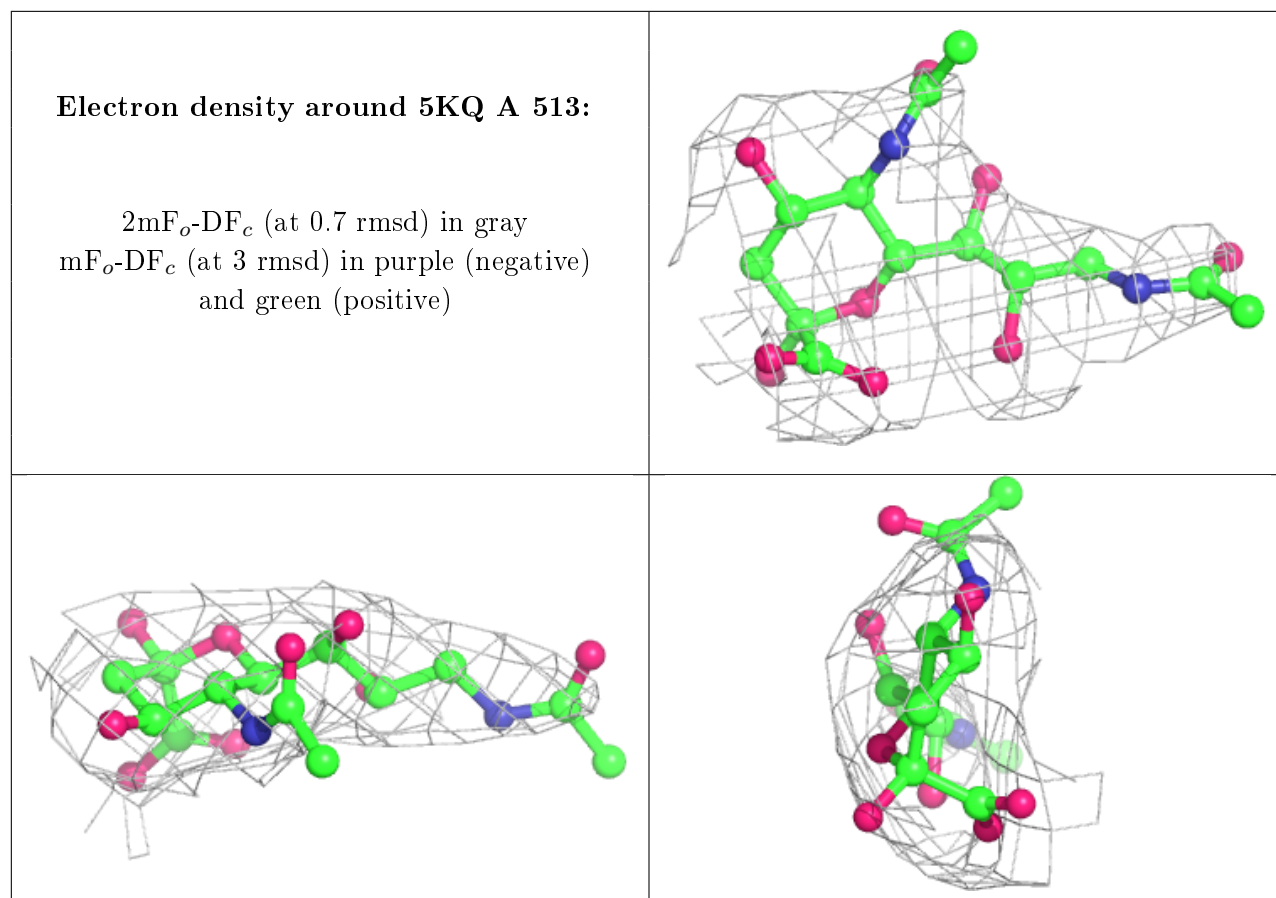 Electron density around 5KQ A 513:
2mFₒ-DF𝑐 (at 0.7 rmsd) in gray
mFₒ-DF𝑐 (at 3 rmsd) in purple (negative)
and green (positive)